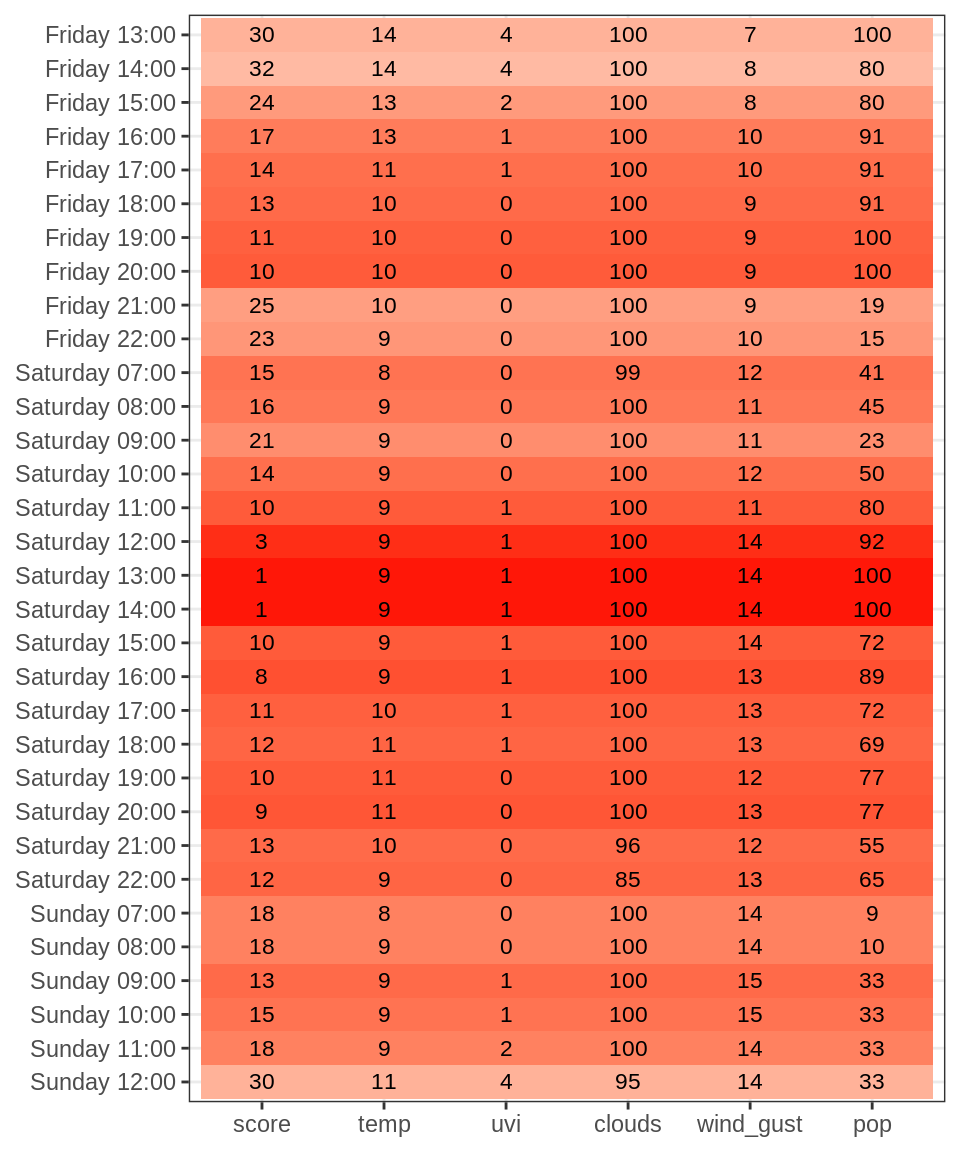 Friday 13:00 30 14 4 100 7 100
Friday 14:00 32 14 4 100 8 80
Friday 15:00 24 13 2 100 8 80
Friday 16:00 17 13 1 100 10 91
Friday 17:00 14 11 1 100 10 91
Friday 18:00 13 10 0 100 9 91
Friday 19:00 11 10 0 100 9 100
Friday 20:00 10 10 0 100 9 100
Friday 21:00 25 10 0 100 9 19
Friday 22:00 23 9 0 100 10 15
Saturday 07:00 15 8 0 99 12 41
Saturday 08:00 16 9 0 100 11 45
Saturday 09:00 21 9 0 100 11 23
Saturday 10:00 14 9 0 100 12 50
Saturday 11:00 10 9 1 100 11 80
Saturday 12:00 3 9 1 100 14 92
Saturday 13:00 1 9 1 100 14 100
Saturday 14:00 1 9 1 100 14 100
Saturday 15:00 10 9 1 100 14 72
Saturday 16:00 8 9 1 100 13 89
Saturday 17:00 11 10 1 100 13 72
Saturday 18:00 12 11 1 100 13 69
Saturday 19:00 10 11 0 100 12 77
Saturday 20:00 9 11 0 100 13 77
Saturday 21:00 13 10 0 96 12 55
Saturday 22:00 12 9 0 85 13 65
Sunday 07:00 18 8 0 100 14 9
Sunday 08:00 18 9 0 100 14 10
Sunday 09:00 13 9 1 100 15 33
Sunday 10:00 15 9 1 100 15 33
Sunday 11:00 18 9 2 100 14 33
Sunday 12:00 30 11 4 95 14 33
score temp uvi clouds wind_gust pop